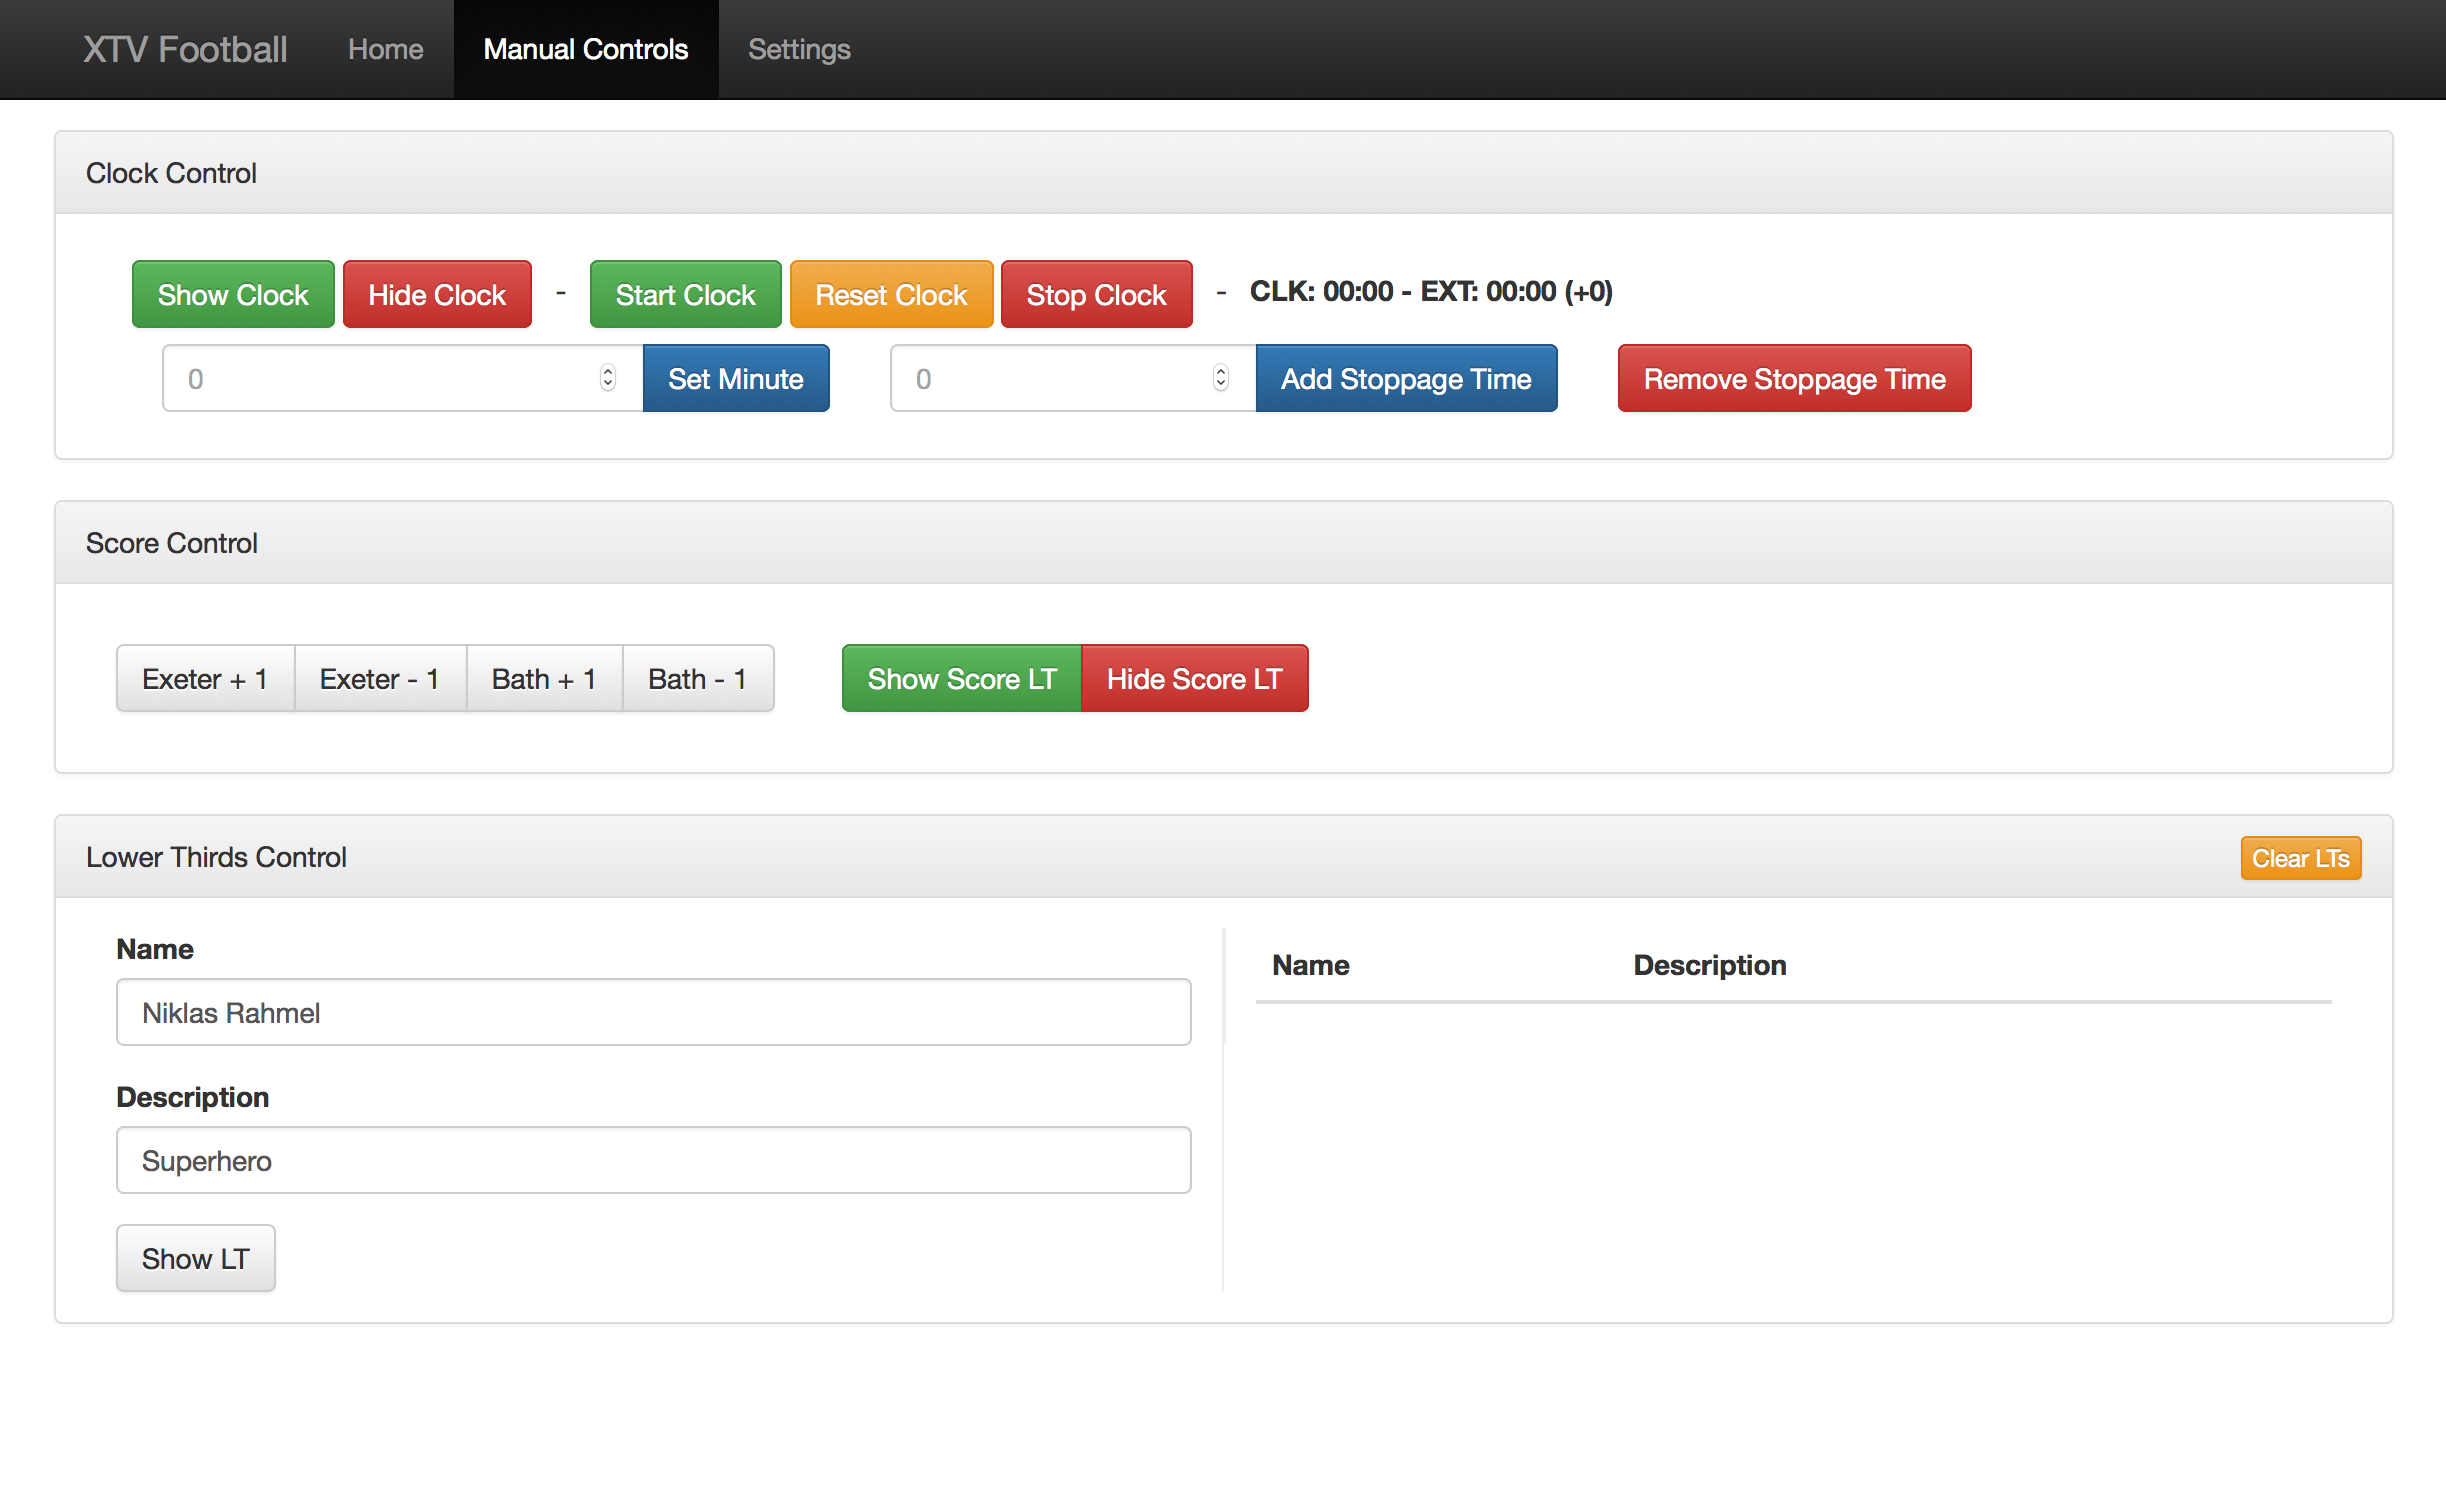 XTV Football Home Manual Controls Settings
Clock Control
Show Clock Hide Clock - Start Clock Reset Clock Stop Clock - CLK: 00:00 - EXT: 00:00 (+0)
0 Set Minute 0 Add Stoppage Time Remove Stoppage Time
Score Control
Exeter + 1 Exeter - 1 Bath + 1 Bath - 1 Show Score LT Hide Score LT
Lower Thirds Control Clear LTs
Name
Niklas Rahmel
Description
Superhero
Show LT
Name Description